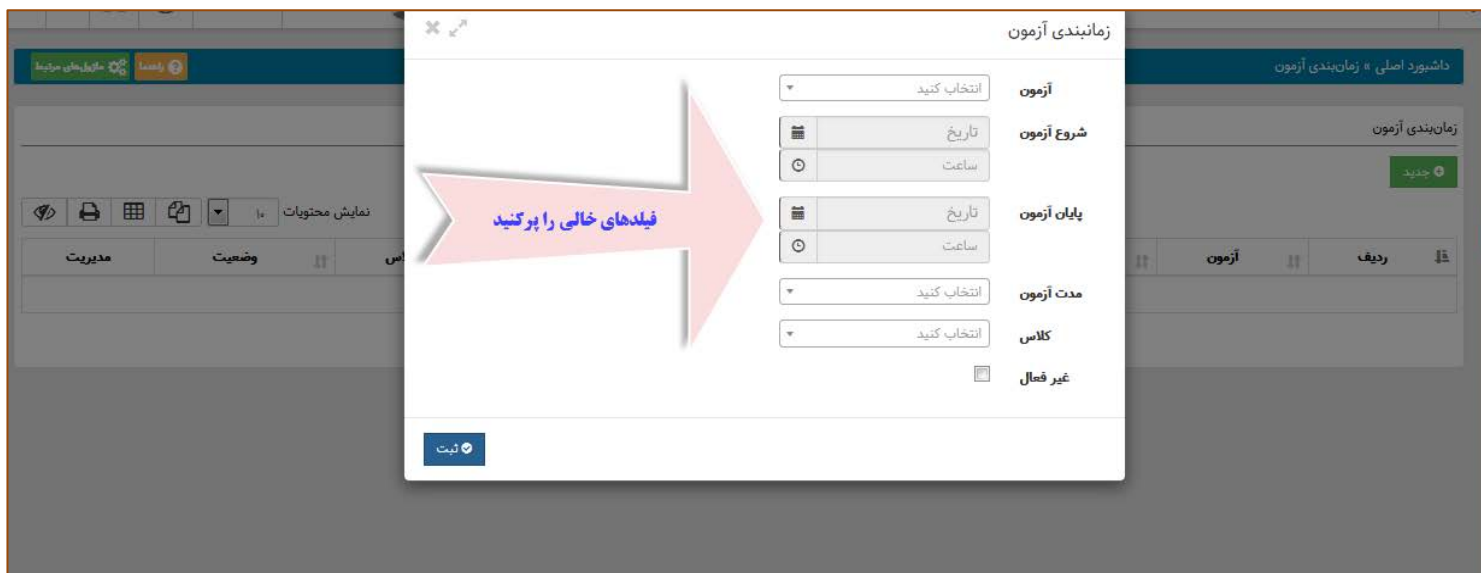 زمانبندی آزمون
داشبورد اصلی » زمان‌بندی آزمون
راهنما
ماژول‌های مرتبط
زمان‌بندی آزمون
جدید
نمایش محتویات ۱۰
ردیف
آزمون
وضعیت
مدیریت
آزمون
انتخاب کنید
شروع آزمون
تاریخ
ساعت
پایان آزمون
تاریخ
ساعت
مدت آزمون
انتخاب کنید
کلاس
انتخاب کنید
غیر فعال
فیلدهای خالی را پرکنید
ثبت